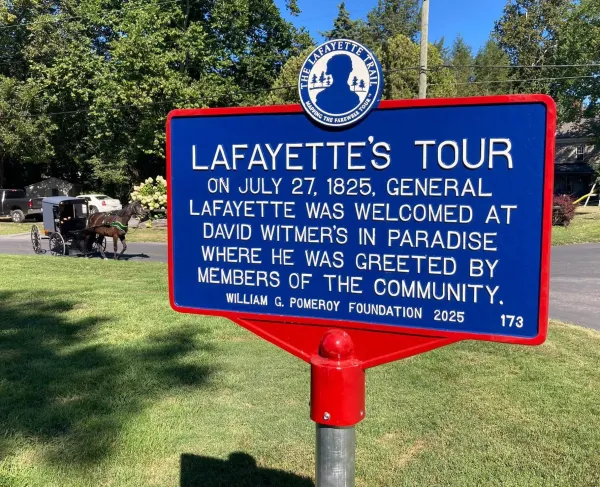 THE LAFAYETTE TRAIL
MAPPING THE FAREWELL TOUR
LAFAYETTE'S TOUR
ON JULY 27, 1825, GENERAL
LAFAYETTE WAS WELCOMED AT
DAVID WITMER'S IN PARADISE
WHERE HE WAS GREETED BY
MEMBERS OF THE COMMUNITY.
WILLIAM G. POMEROY FOUNDATION 2025 173